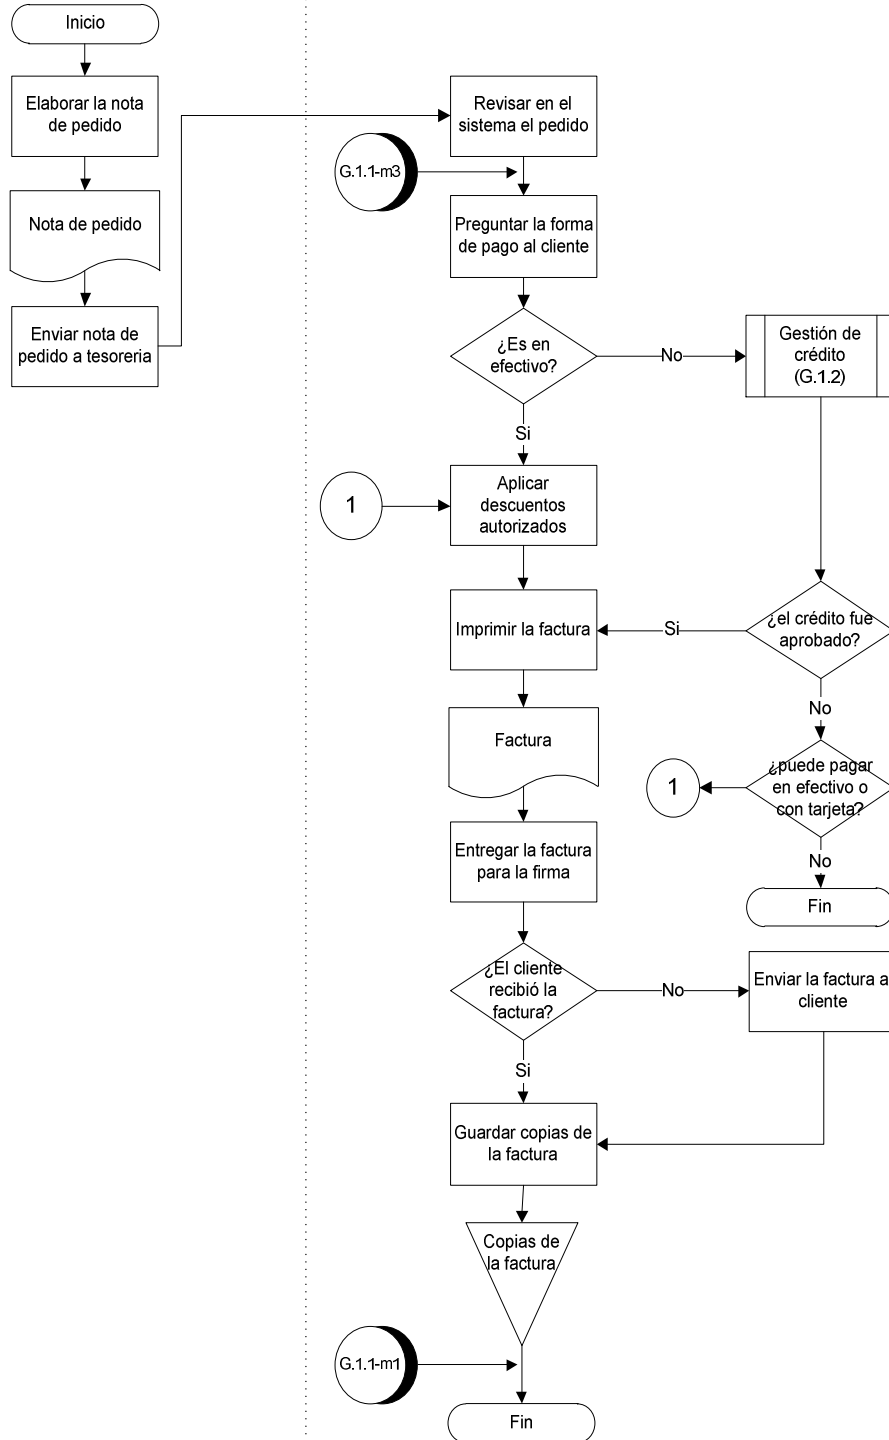 Inicio
Elaborar la nota
de pedido
Nota de pedido
Enviar nota de
pedido a tesoreria
Revisar en el
sistema el pedido
G.1.1-m3
Preguntar la forma
de pago al cliente
¿Es en
efectivo?
No
Gestión de
crédito
(G.1.2)
Si
1
Aplicar
descuentos
autorizados
Imprimir la factura
Si
¿el crédito fue
aprobado?
No
Factura
1
¿puede pagar
en efectivo o
con tarjeta?
No
Fin
Entregar la factura
para la firma
¿El cliente
recibió la
factura?
No
Enviar la factura a
cliente
Si
Guardar copias de
la factura
Copias de
la factura
G.1.1-m1
Fin